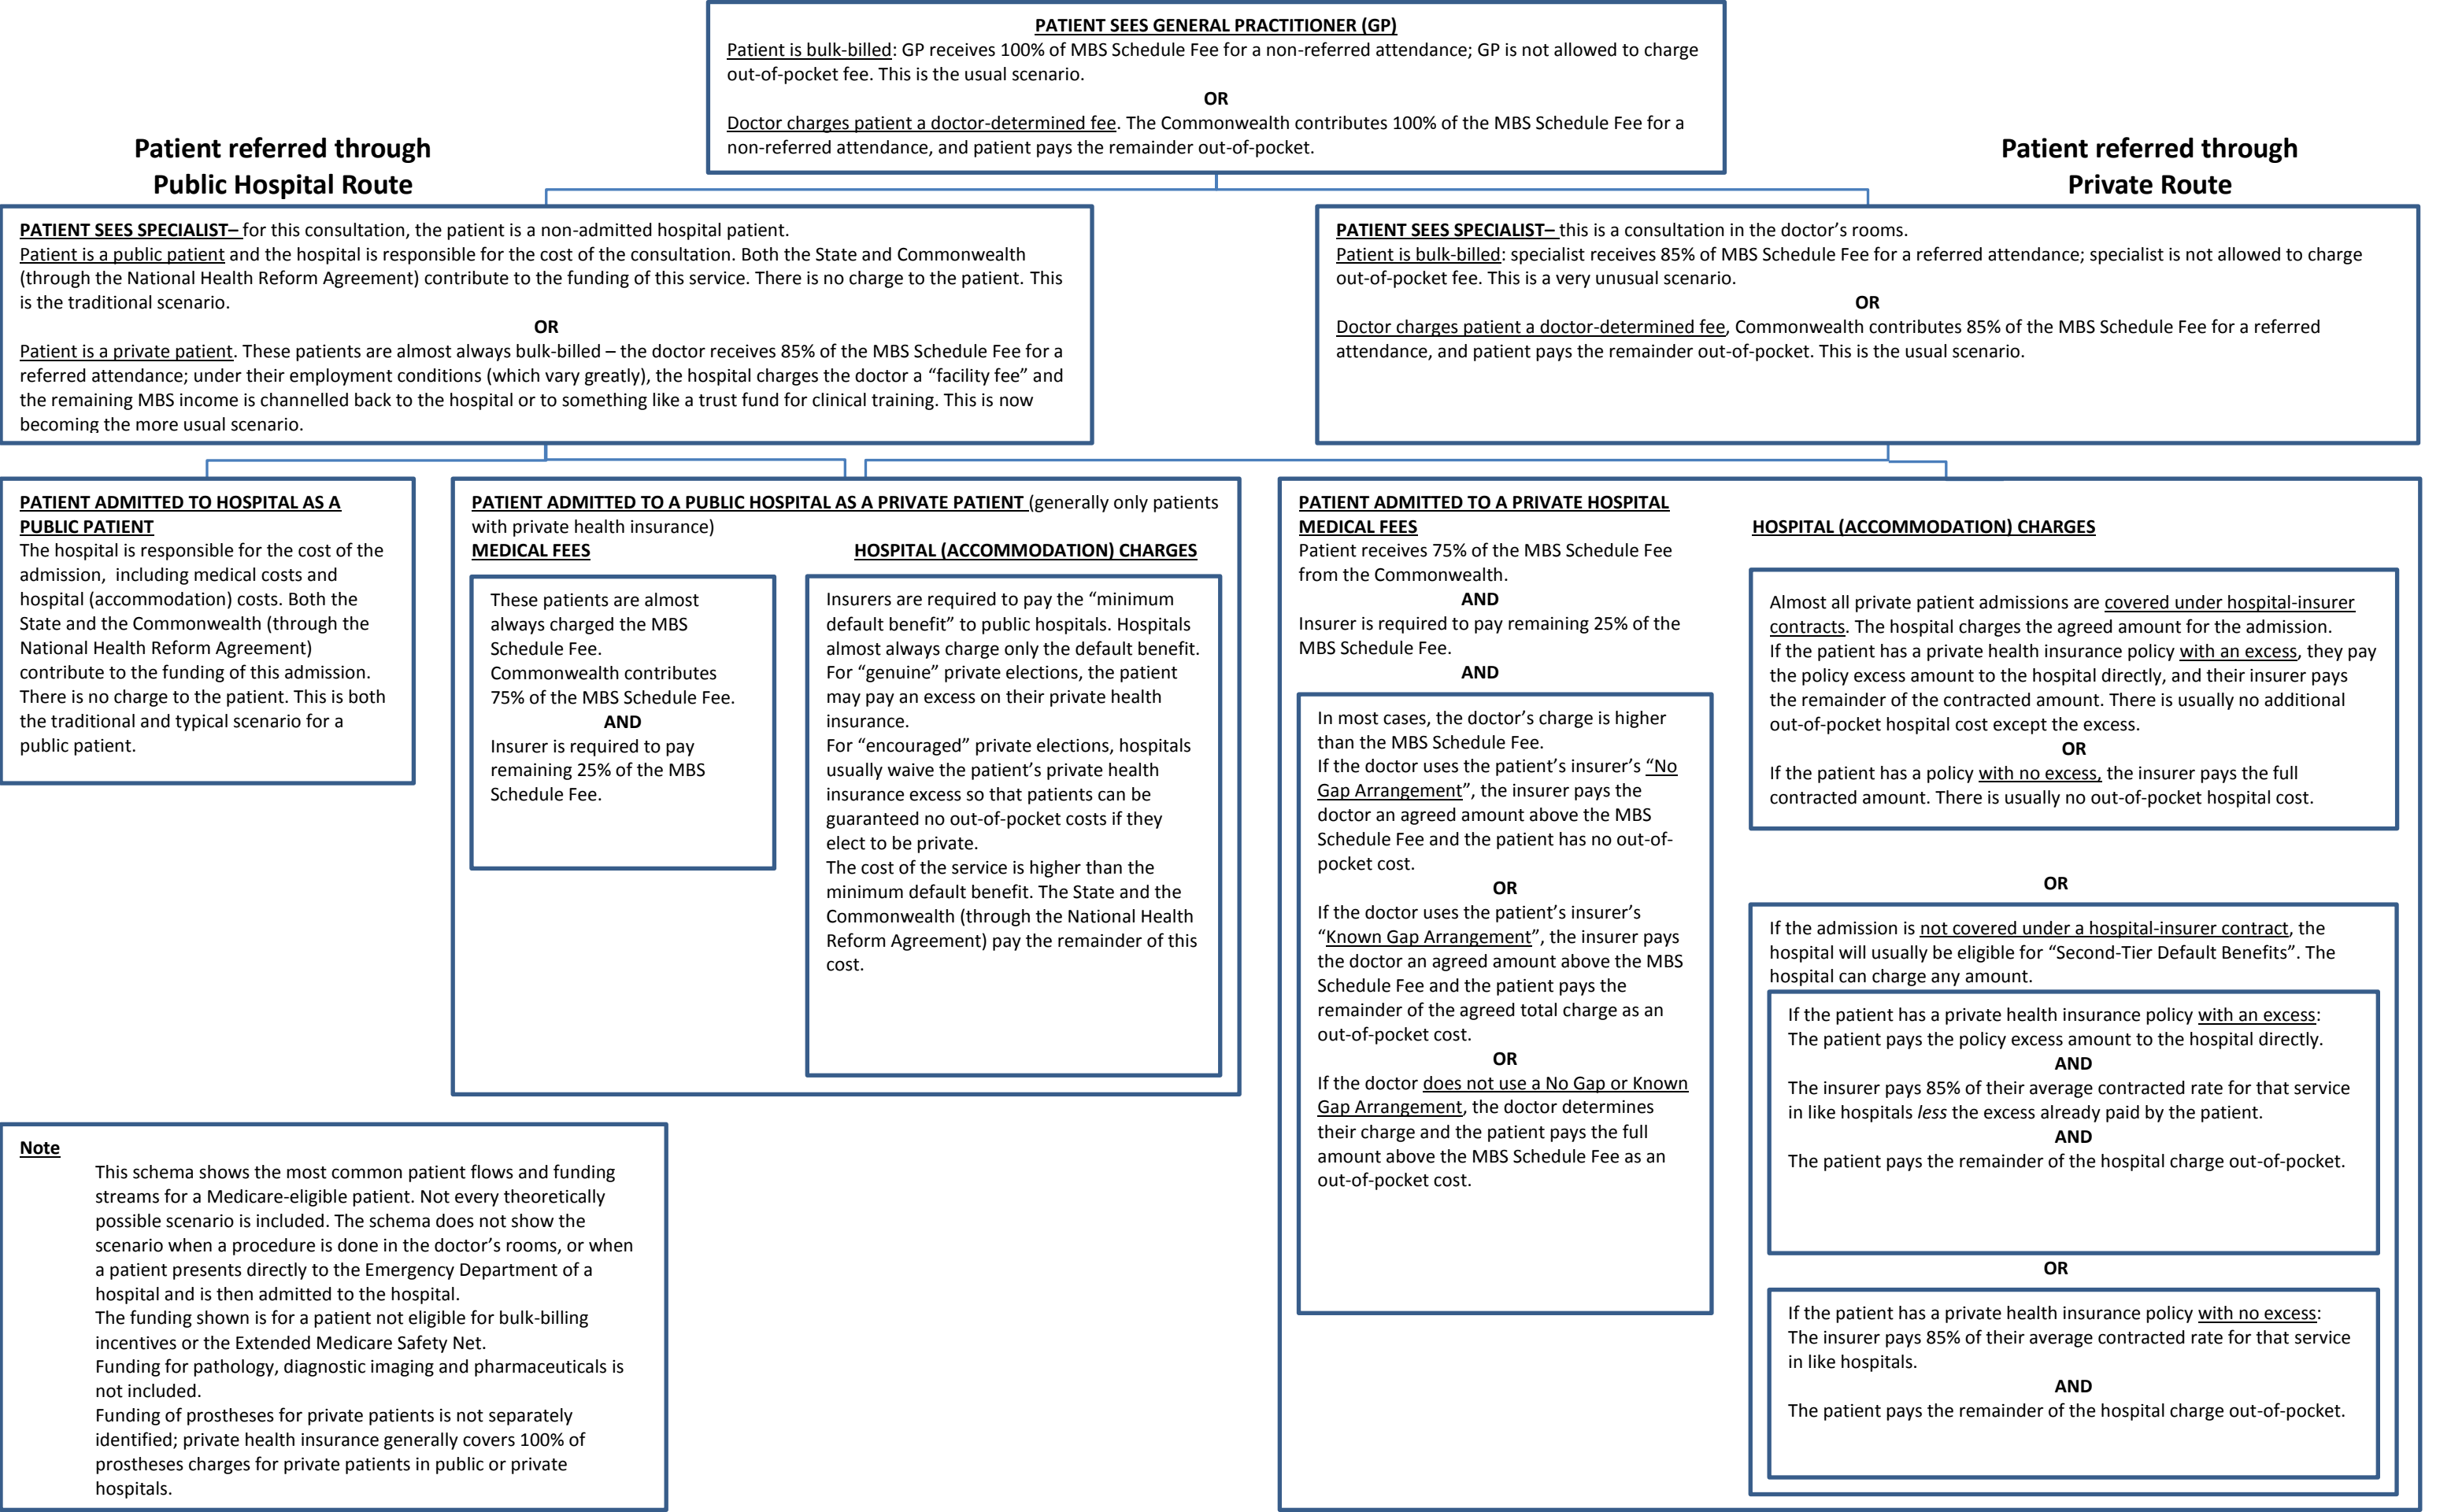 PATIENT SEES GENERAL PRACTITIONER (GP)
Patient is bulk-billed: GP receives 100% of MBS Schedule Fee for a non-referred attendance; GP is not allowed to charge
out-of-pocket fee. This is the usual scenario.
OR
Doctor charges patient a doctor-determined fee. The Commonwealth contributes 100% of the MBS Schedule Fee for a
non-referred attendance, and patient pays the remainder out-of-pocket.
Patient referred through
Public Hospital Route
Patient referred through
Private Route
PATIENT SEES SPECIALIST– for this consultation, the patient is a non-admitted hospital patient.
Patient is a public patient and the hospital is responsible for the cost of the consultation. Both the State and Commonwealth
(through the National Health Reform Agreement) contribute to the funding of this service. There is no charge to the patient. This
is the traditional scenario.
OR
Patient is a private patient. These patients are almost always bulk-billed – the doctor receives 85% of the MBS Schedule Fee for a
referred attendance; under their employment conditions (which vary greatly), the hospital charges the doctor a “facility fee” and
the remaining MBS income is channelled back to the hospital or to something like a trust fund for clinical training. This is now
becoming the more usual scenario.
PATIENT SEES SPECIALIST– this is a consultation in the doctor’s rooms.
Patient is bulk-billed: specialist receives 85% of MBS Schedule Fee for a referred attendance; specialist is not allowed to charge
out-of-pocket fee. This is a very unusual scenario.
OR
Doctor charges patient a doctor-determined fee, Commonwealth contributes 85% of the MBS Schedule Fee for a referred
attendance, and patient pays the remainder out-of-pocket. This is the usual scenario.
PATIENT ADMITTED TO HOSPITAL AS A
PUBLIC PATIENT
The hospital is responsible for the cost of the
admission, including medical costs and
hospital (accommodation) costs. Both the
State and the Commonwealth (through the
National Health Reform Agreement)
contribute to the funding of this admission.
There is no charge to the patient. This is both
the traditional and typical scenario for a
public patient.
PATIENT ADMITTED TO A PUBLIC HOSPITAL AS A PRIVATE PATIENT (generally only patients
with private health insurance)
MEDICAL FEES
These patients are almost
always charged the MBS
Schedule Fee.
Commonwealth contributes
75% of the MBS Schedule Fee.
AND
Insurer is required to pay
remaining 25% of the MBS
Schedule Fee.
HOSPITAL (ACCOMMODATION) CHARGES
Insurers are required to pay the “minimum
default benefit” to public hospitals. Hospitals
almost always charge only the default benefit.
For “genuine” private elections, the patient
may pay an excess on their private health
insurance.
For “encouraged” private elections, hospitals
usually waive the patient’s private health
insurance excess so that patients can be
guaranteed no out-of-pocket costs if they
elect to be private.
The cost of the service is higher than the
minimum default benefit. The State and the
Commonwealth (through the National Health
Reform Agreement) pay the remainder of this
cost.
PATIENT ADMITTED TO A PRIVATE HOSPITAL
MEDICAL FEES
Patient receives 75% of the MBS Schedule Fee
from the Commonwealth.
AND
Insurer is required to pay remaining 25% of the
MBS Schedule Fee.
AND
In most cases, the doctor’s charge is higher
than the MBS Schedule Fee.
If the doctor uses the patient’s insurer’s “No
Gap Arrangement”, the insurer pays the
doctor an agreed amount above the MBS
Schedule Fee and the patient has no out-of-
pocket cost.
OR
If the doctor uses the patient’s insurer’s
“Known Gap Arrangement”, the insurer pays
the doctor an agreed amount above the MBS
Schedule Fee and the patient pays the
remainder of the agreed total charge as an
out-of-pocket cost.
OR
If the doctor does not use a No Gap or Known
Gap Arrangement, the doctor determines
their charge and the patient pays the full
amount above the MBS Schedule Fee as an
out-of-pocket cost.
HOSPITAL (ACCOMMODATION) CHARGES
Almost all private patient admissions are covered under hospital-insurer
contracts. The hospital charges the agreed amount for the admission.
If the patient has a private health insurance policy with an excess, they pay
the policy excess amount to the hospital directly, and their insurer pays
the remainder of the contracted amount. There is usually no additional
out-of-pocket hospital cost except the excess.
OR
If the patient has a policy with no excess, the insurer pays the full
contracted amount. There is usually no out-of-pocket hospital cost.
OR
If the admission is not covered under a hospital-insurer contract, the
hospital will usually be eligible for “Second-Tier Default Benefits”. The
hospital can charge any amount.
If the patient has a private health insurance policy with an excess:
The patient pays the policy excess amount to the hospital directly.
AND
The insurer pays 85% of their average contracted rate for that service
in like hospitals less the excess already paid by the patient.
AND
The patient pays the remainder of the hospital charge out-of-pocket.
OR
If the patient has a private health insurance policy with no excess:
The insurer pays 85% of their average contracted rate for that service
in like hospitals.
AND
The patient pays the remainder of the hospital charge out-of-pocket.
Note
This schema shows the most common patient flows and funding
streams for a Medicare-eligible patient. Not every theoretically
possible scenario is included. The schema does not show the
scenario when a procedure is done in the doctor’s rooms, or when
a patient presents directly to the Emergency Department of a
hospital and is then admitted to the hospital.
The funding shown is for a patient not eligible for bulk-billing
incentives or the Extended Medicare Safety Net.
Funding for pathology, diagnostic imaging and pharmaceuticals is
not included.
Funding of prostheses for private patients is not separately
identified; private health insurance generally covers 100% of
prostheses charges for private patients in public or private
hospitals.